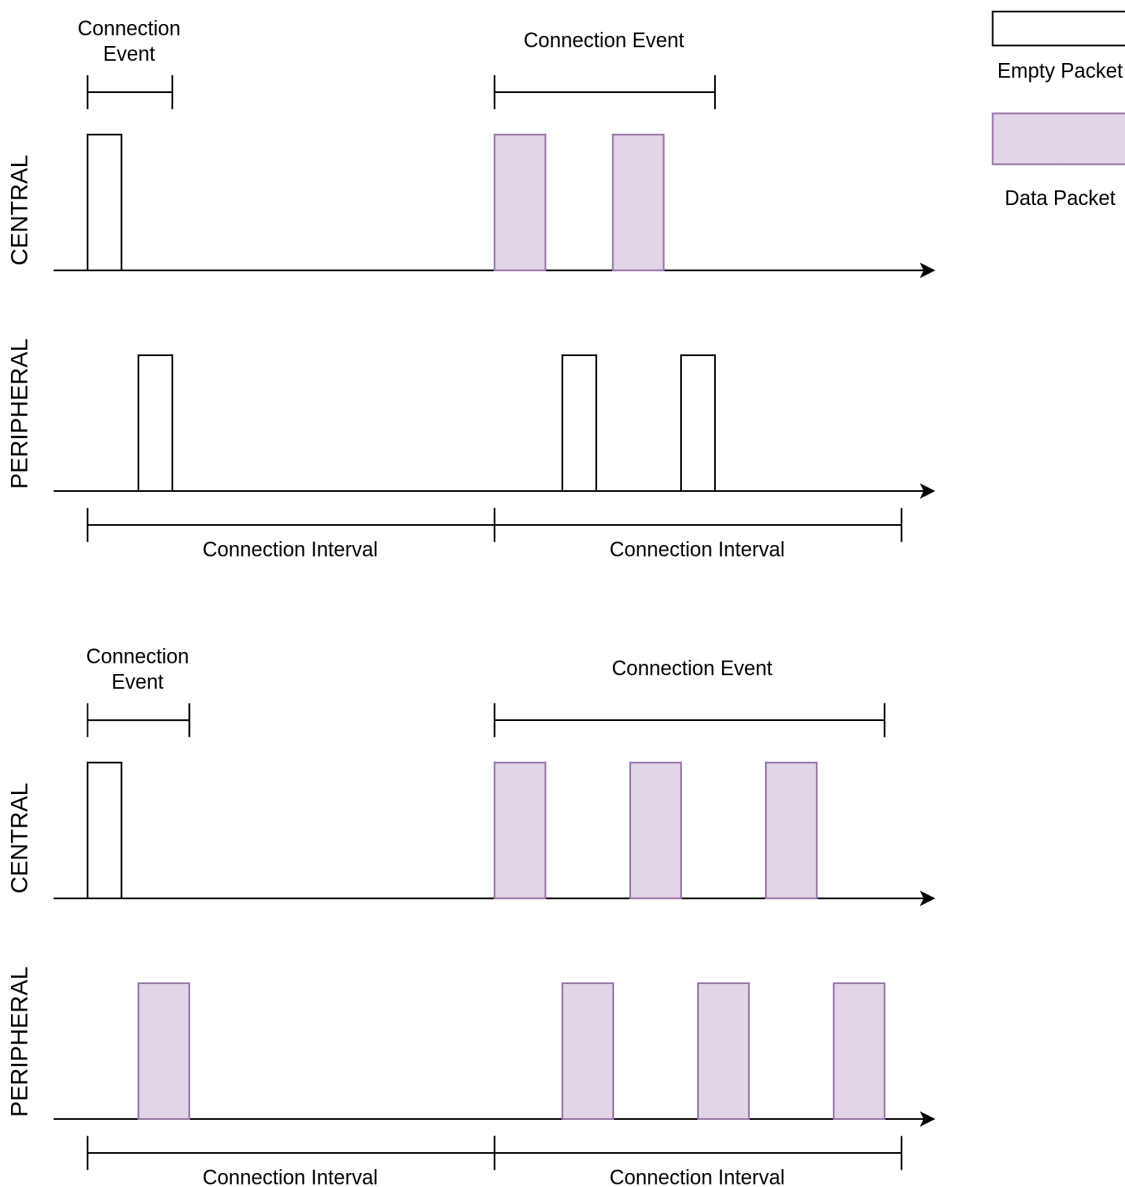 Connection
Event
Connection Event
Empty Packet
Data Packet
CENTRAL
PERIPHERAL
Connection Interval
Connection Interval
Connection
Event
Connection Event
CENTRAL
PERIPHERAL
Connection Interval
Connection Interval